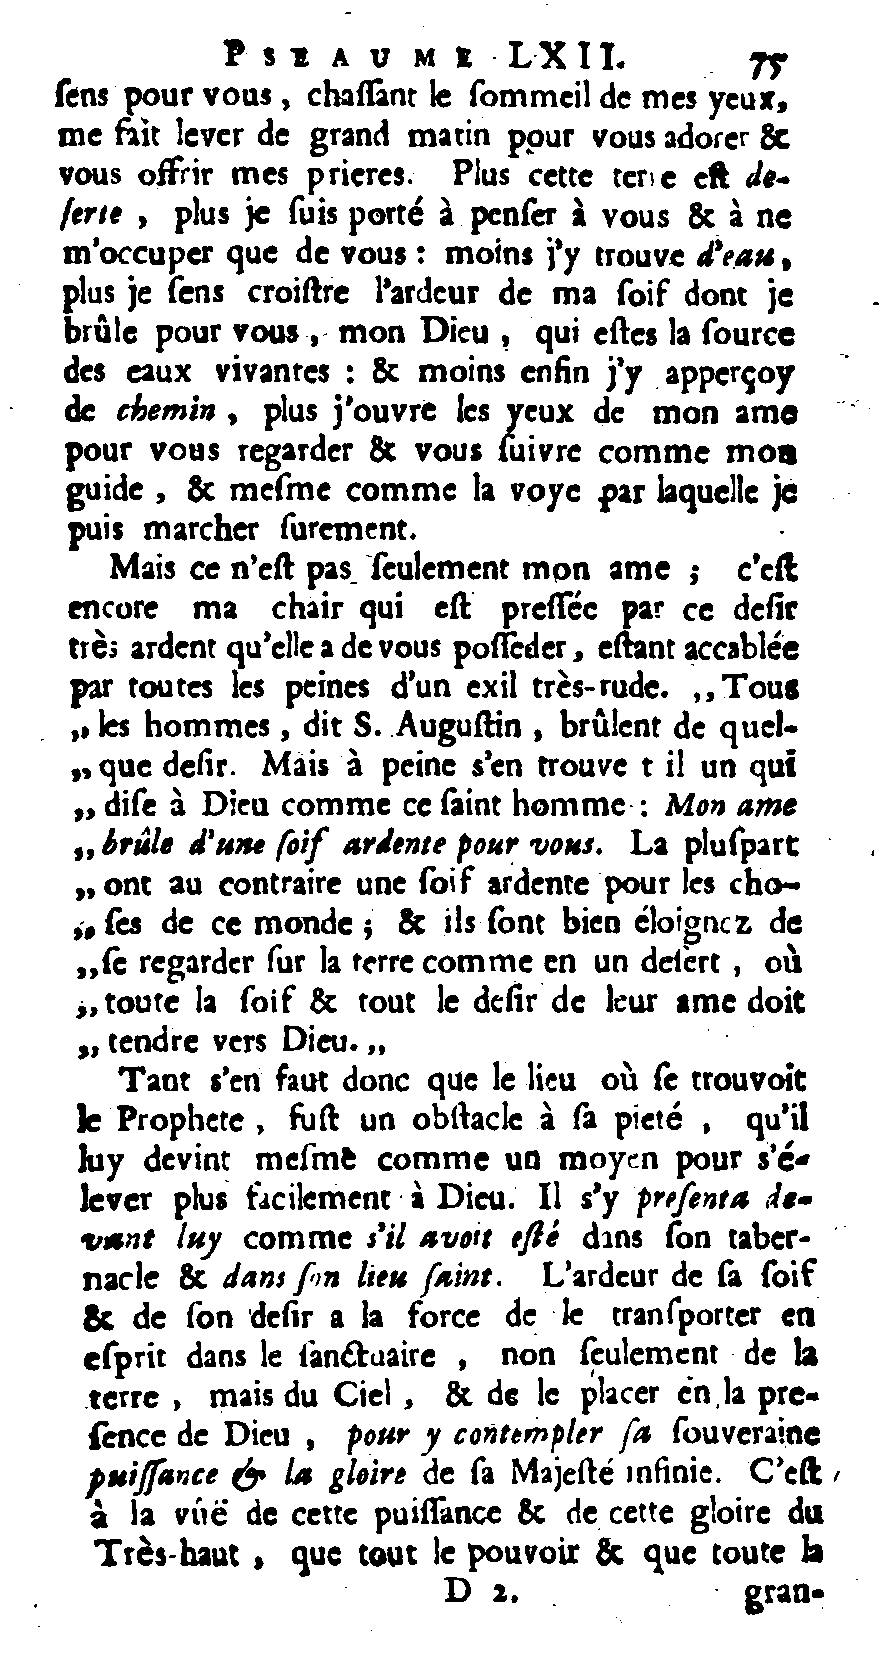 PSEAUME LXII. 75
ſens pour vous, chaſſant le ſommeil de mes yeux,
me fait lever de grand matin pour vous adorer &
vous offrir mes prieres. Plus cette terre eſt de-
ſerte, plus je ſuis porté à penſer à vous & à ne
m'occuper que de vous : moins j'y trouve d'eau,
plus je ſens croiſtre l'ardeur de ma ſoif dont je
brûle pour vous, mon Dieu, qui eſtes la ſource
des eaux vivantes : & moins enfin j'y apperçoy
de chemin, plus j'ouvre les yeux de mon ame
pour vous regarder & vous ſuivre comme mon
guide, & meſme comme la voye par laquelle je
puis marcher ſurement.
Mais ce n'eſt pas ſeulement mon ame ; c'eſt
encore ma chair qui eſt preſſée par ce deſir
très ardent qu'elle a de vous poſſeder, eſtant accablée
par toutes les peines d'un exil très-rude. ,,Tous
,,les hommes, dit S. Auguſtin, brûlent de quel-
,,que deſir. Mais à peine s'en trouve t il un qui
,,diſe à Dieu comme ce ſaint homme : Mon ame
,,brûle d'une ſoif ardente pour vous. La pluſpart
,,ont au contraire une ſoif ardente pour les cho-
,,ſes de ce monde ; & ils ſont bien éloignez de
,,ſe regarder ſur la terre comme en un deſert, où
,,toute la ſoif & tout le deſir de leur ame doit
,,tendre vers Dieu.,,
Tant s'en faut donc que le lieu où ſe trouvoit
le Prophete, fuſt un obſtacle à ſa pieté, qu'il
luy devint meſme comme un moyen pour s'é-
lever plus facilement à Dieu. Il s'y preſenta de-
vant luy comme s'il avoit eſté dans ſon taber-
nacle & dans ſon lieu ſaint. L'ardeur de ſa ſoif
& de ſon deſir a la force de le tranſporter en
eſprit dans le ſanctuaire, non ſeulement de la
terre, mais du Ciel, & de le placer en la pre-
ſence de Dieu, pour y contempler ſa ſouveraine
puiſſance & la gloire de ſa Majeſté infinie. C'eſt
à la vûë de cette puiſſance & de cette gloire du
Très-haut, que tout le pouvoir & que toute la
D 2. gran-